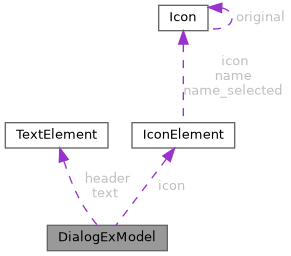 Icon
original
icon
name
name_selected
TextElement
IconElement
header
text
icon
DialogExModel